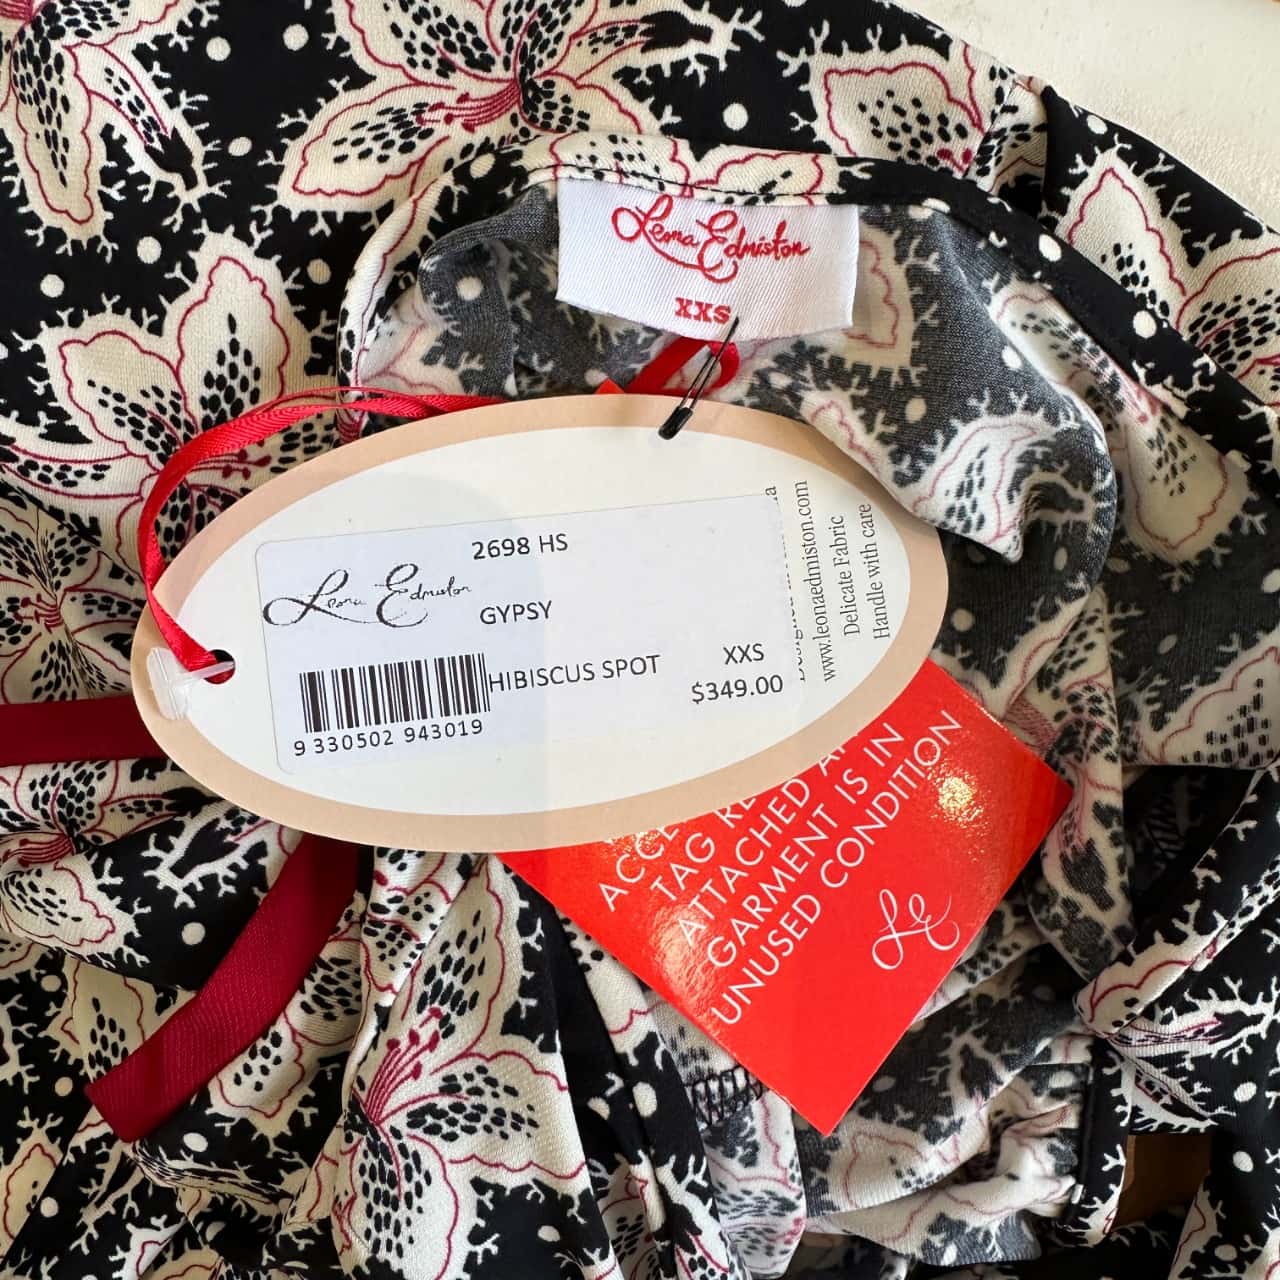 Leona Edmiston
XXS
2698 HS
Leona Edmiston
GYPSY
HIBISCUS SPOT
XXS
$349.00
9 330502 943019
www.leonaedmiston.com
Delicate Fabric
Handle with care
TAG
ATTACHED
GARMENT IS IN
UNUSED CONDITION
LE